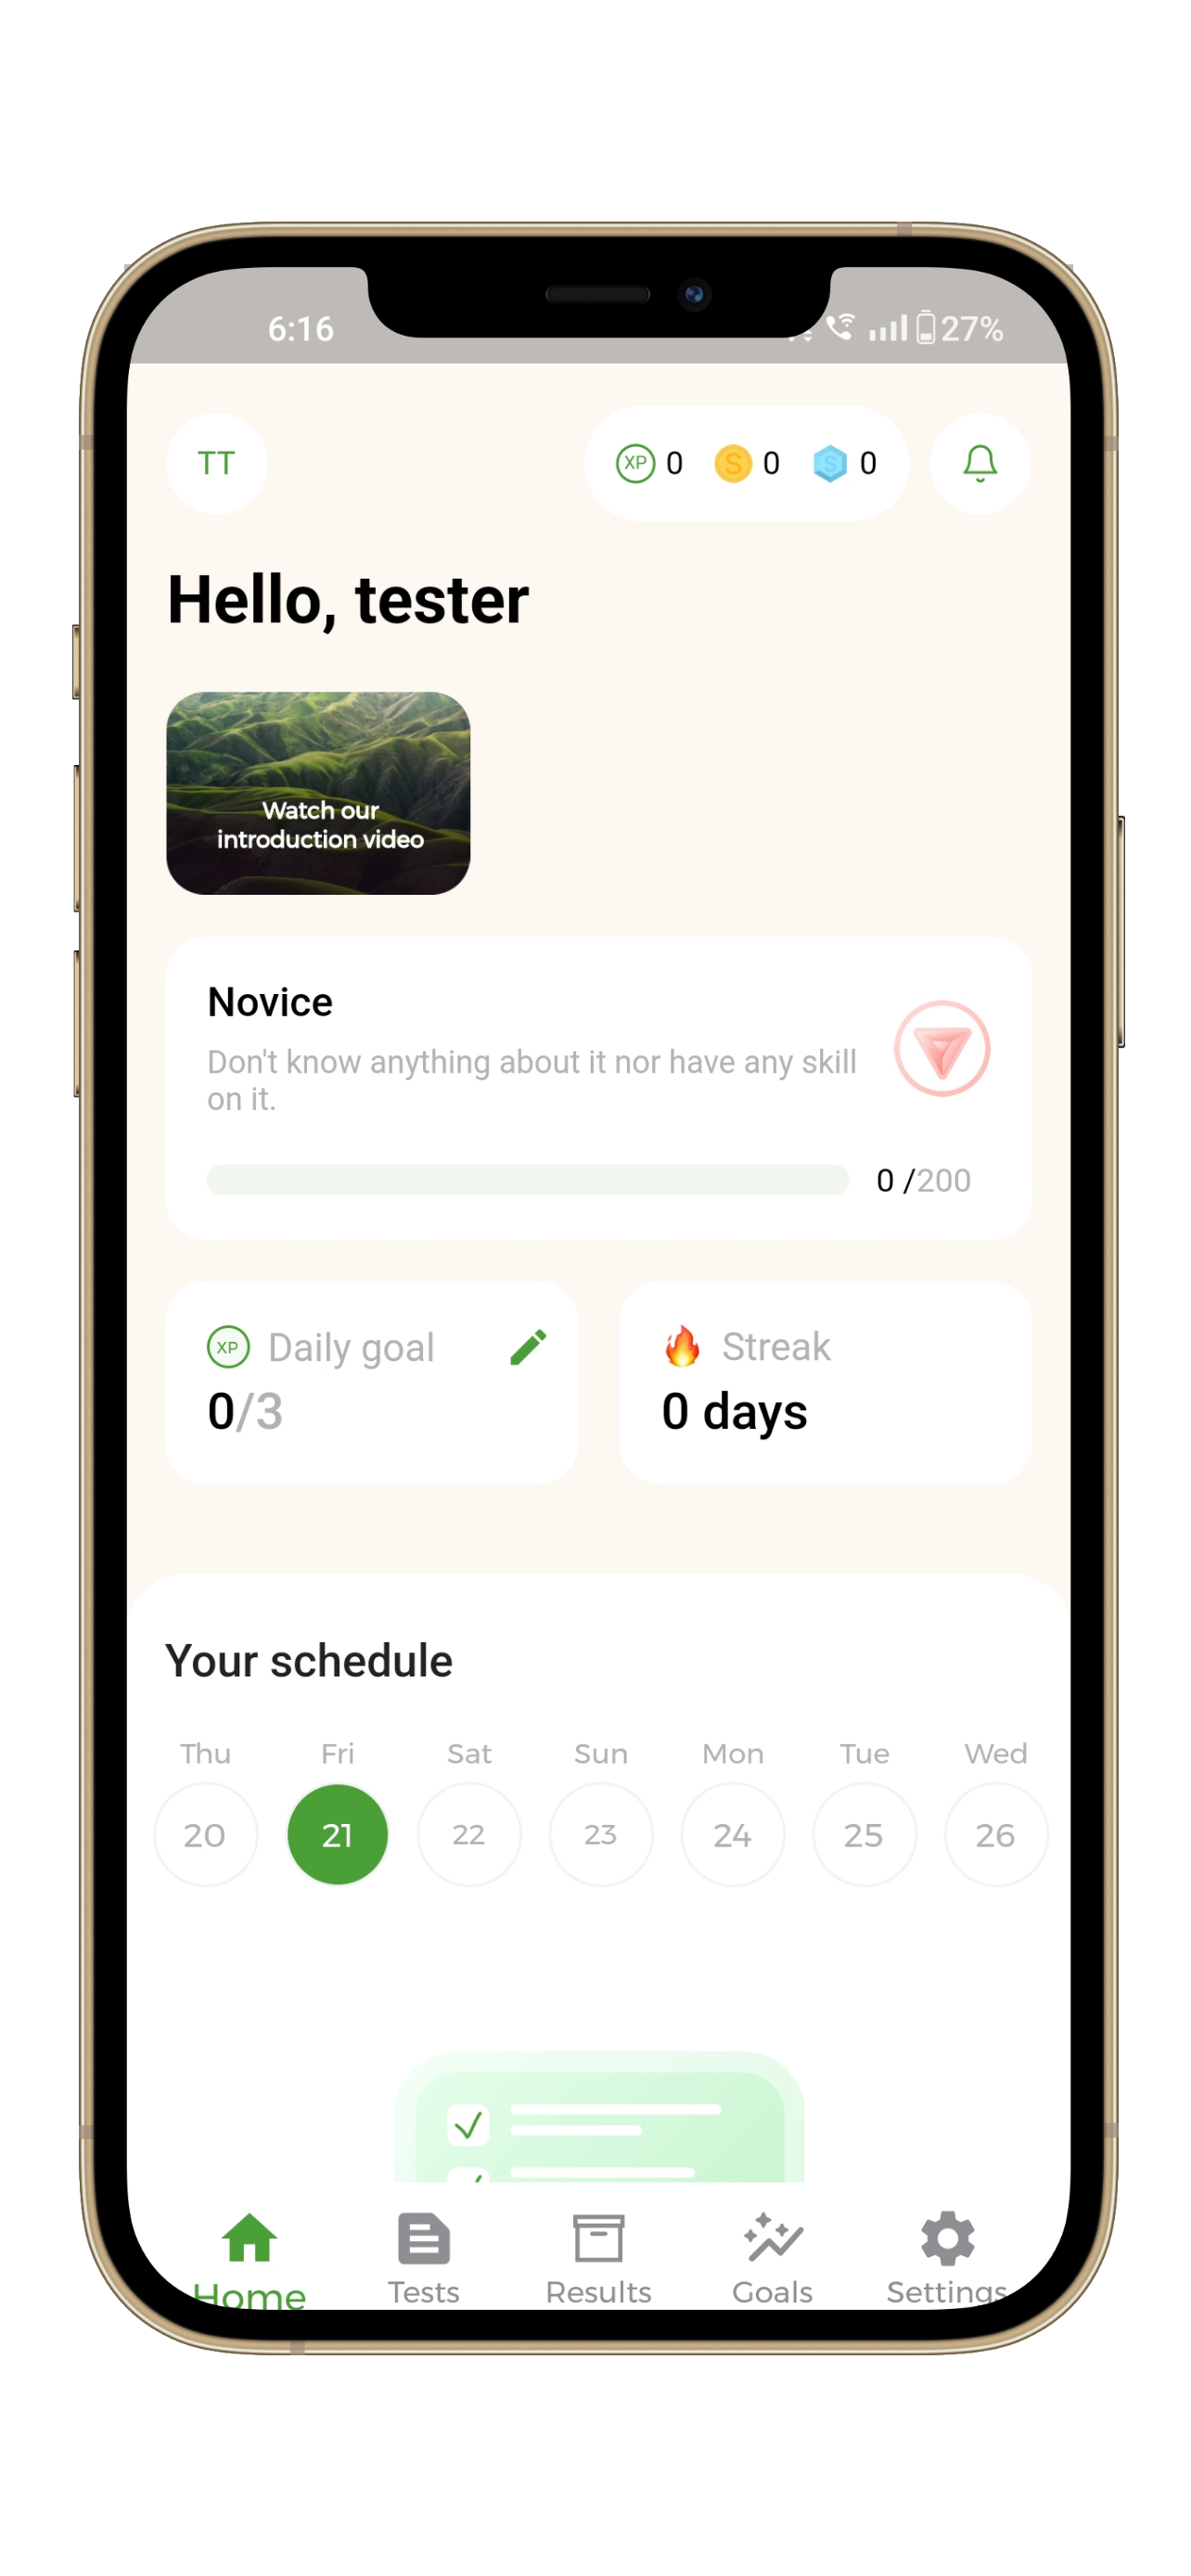 6:16
27%
TT
XP 0 S 0 S 0
Hello, tester
Watch our
introduction video
Novice
Don't know anything about it nor have any skill
on it.
0 /200
XP Daily goal
0/3
Streak
0 days
Your schedule
Thu Fri Sat Sun Mon Tue Wed
20 21 22 23 24 25 26
Home Tests Results Goals Settings